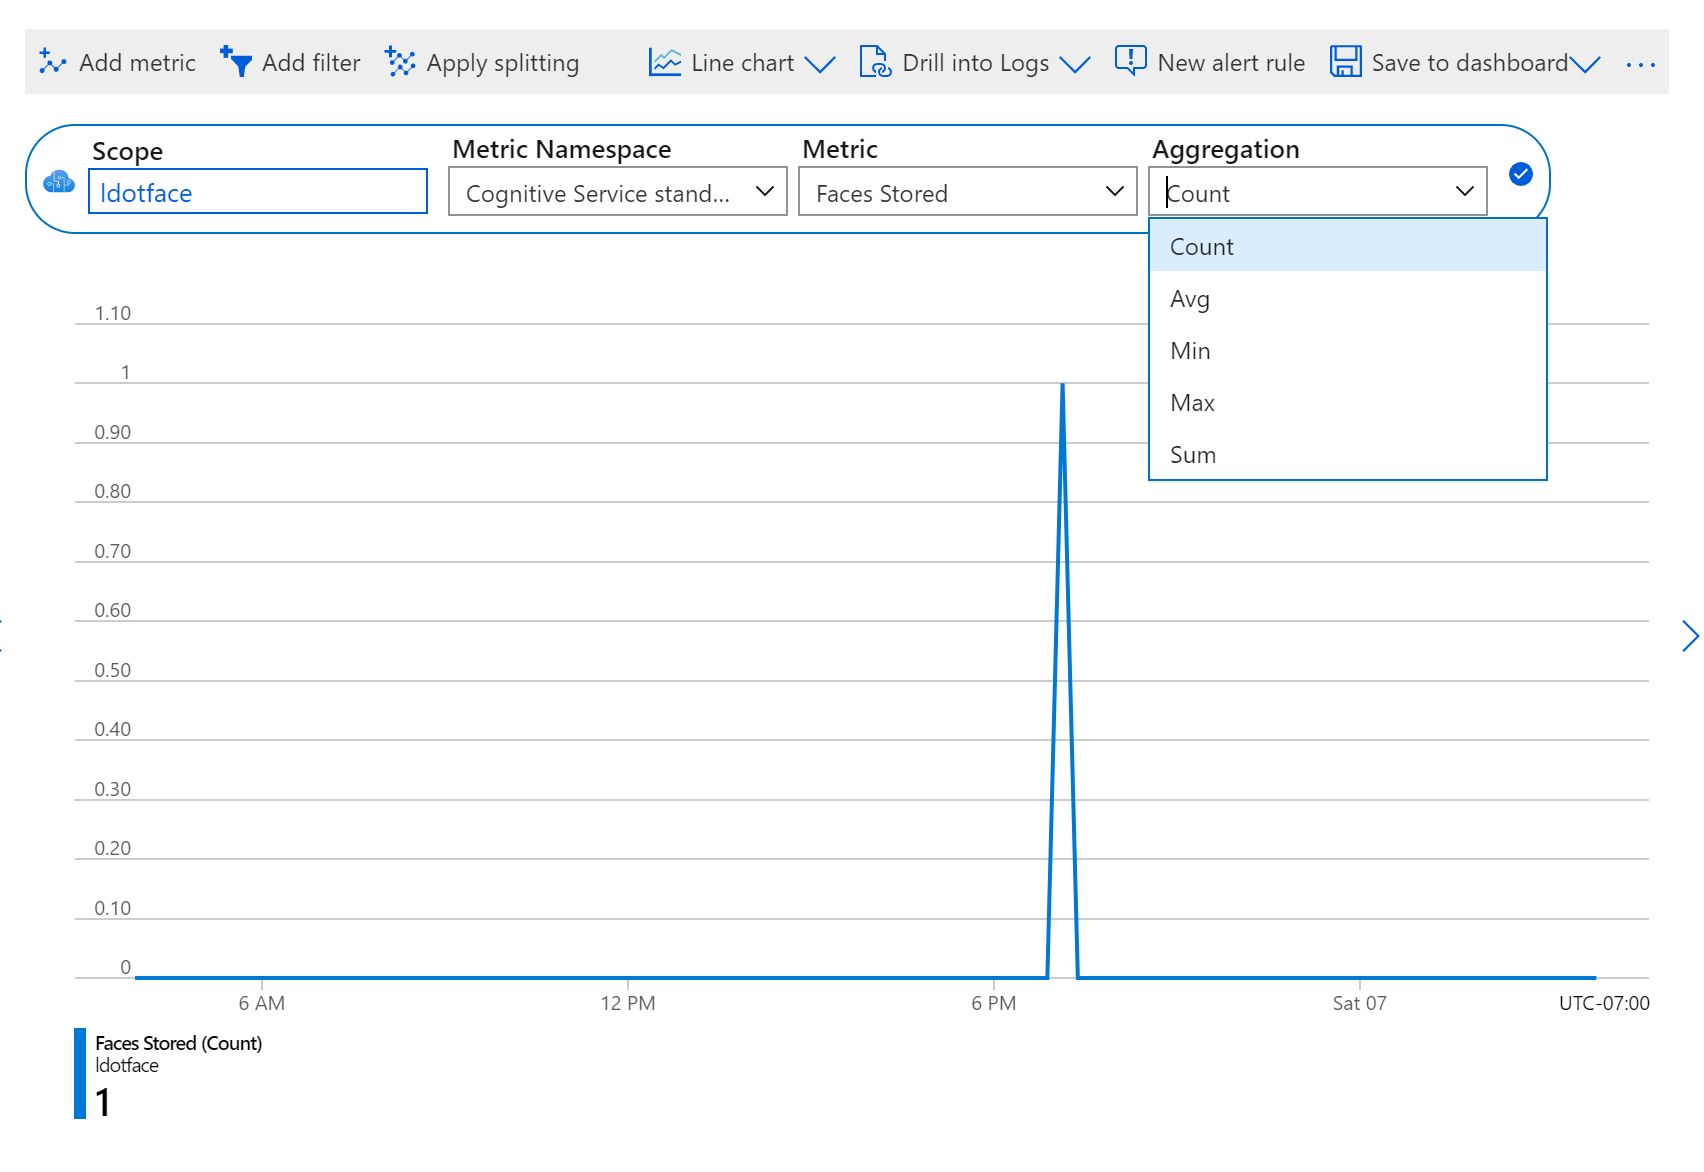 Add metric Add filter Apply splitting Line chart Drill into Logs New alert rule Save to dashboard ...
Scope Metric Namespace Metric Aggregation
ldotface Cognitive Service stand... Faces Stored Count
Count
Avg
Min
Max
Sum
1.10
1
0.90
0.80
0.70
0.60
0.50
0.40
0.30
0.20
0.10
0
6 AM 12 PM 6 PM Sat 07 UTC-07:00
Faces Stored (Count)
ldotface
1